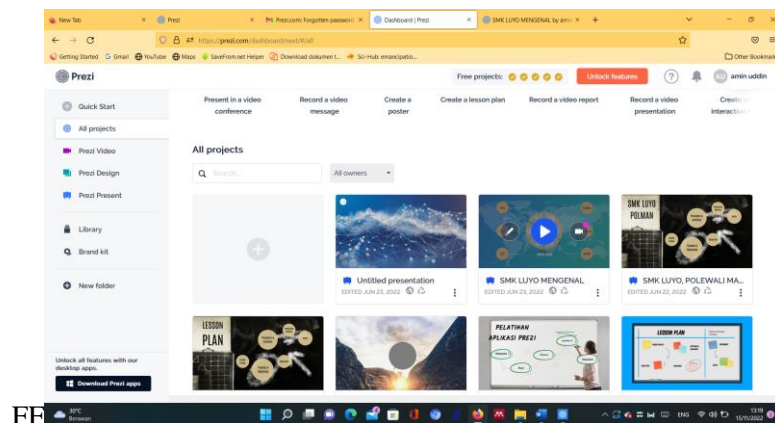 New Tab
Prezi
Prezi.com: Forgotten password
Dashboard | Prezi
SMK LUYO MENGENAL by amin
https://prezi.com/dashboard/next/#/all
Getting Started Gmail YouTube Maps SaveFrom.net Helper Download dokumen t... Sci-Hub: emancipatio... Other Bookmark
Prezi
Free projects:
Unlock features
amin uddin
Quick Start
All projects
Prezi Video
Prezi Design
Prezi Present
Library
Brand kit
New folder
Unlock all features with our
desktop apps.
Download Prezi apps
Present in a video
conference
Record a video
message
Create a
poster
Create a lesson plan
Record a video report
Record a video
presentation
All projects
Search...
All owners
Untitled presentation
EDITED JUN 23, 2022
SMK LUYO MENGENAL
EDITED JUN 23, 2022
SMK LUYO
POLMAN
SMK LUYO, POLEWALI MA...
EDITED JUN 22, 2022
LESSON
PLAN
PELATIHAN
APLIKASI PREZI
LESSON PLAN
FF
30°C
Berawan
ENG
13:19
15/11/2022